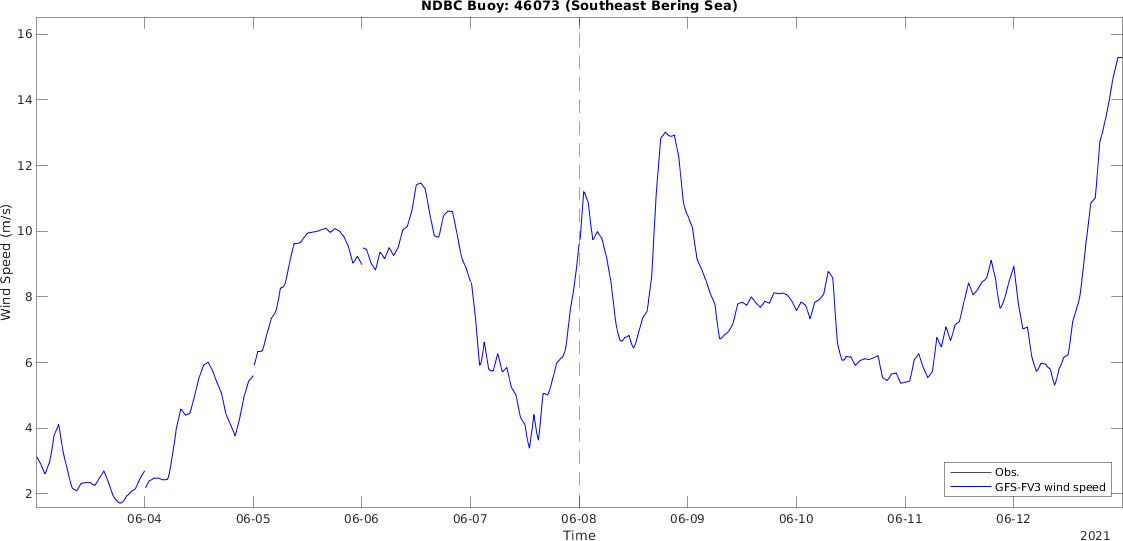 NDBC Buoy: 46073 (Southeast Bering Sea)
16
14
12
10
8
6
4
2
Wind Speed (m/s)
Obs.
GFS-FV3 wind speed
06-04 06-05 06-06 06-07 06-08 06-09 06-10 06-11 06-12
Time
2021